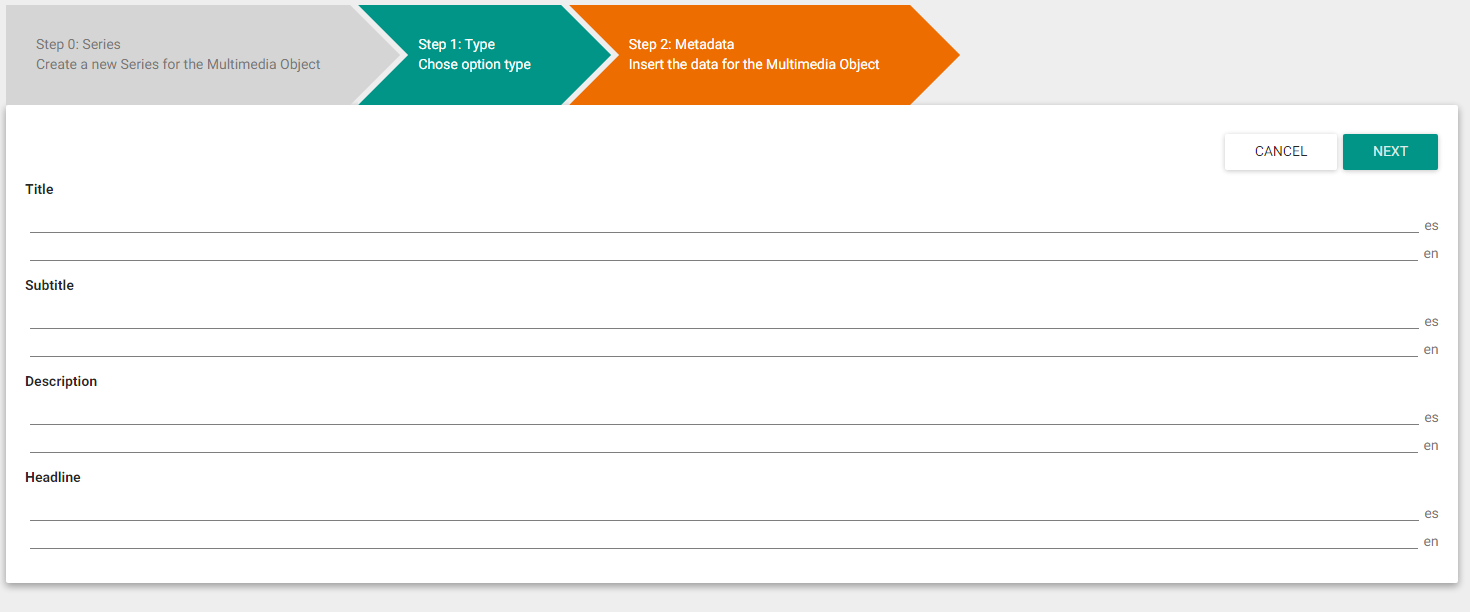 Step 0: Series
Create a new Series for the Multimedia Object
Step 1: Type
Chose option type
Step 2: Metadata
Insert the data for the Multimedia Object
CANCEL
NEXT
Title
es
en
Subtitle
es
en
Description
es
en
Headline
es
en